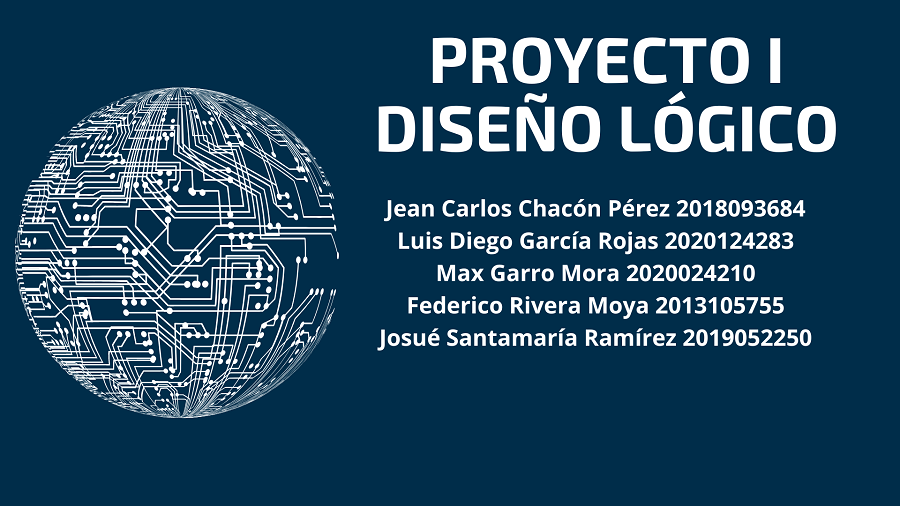 PROYECTO I
DISEÑO LÓGICO
Jean Carlos Chacón Pérez 2018093684
Luis Diego García Rojas 2020124283
Max Garro Mora 2020024210
Federico Rivera Moya 2013105755
Josué Santamaría Ramírez 2019052250